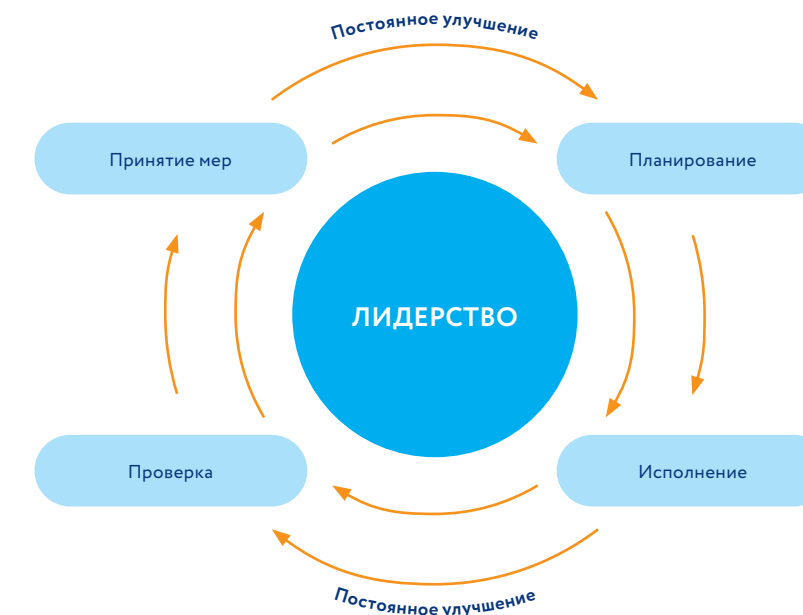 Постоянное улучшение
Принятие мер
Планирование
ЛИДЕРСТВО
Проверка
Исполнение
Постоянное улучшение